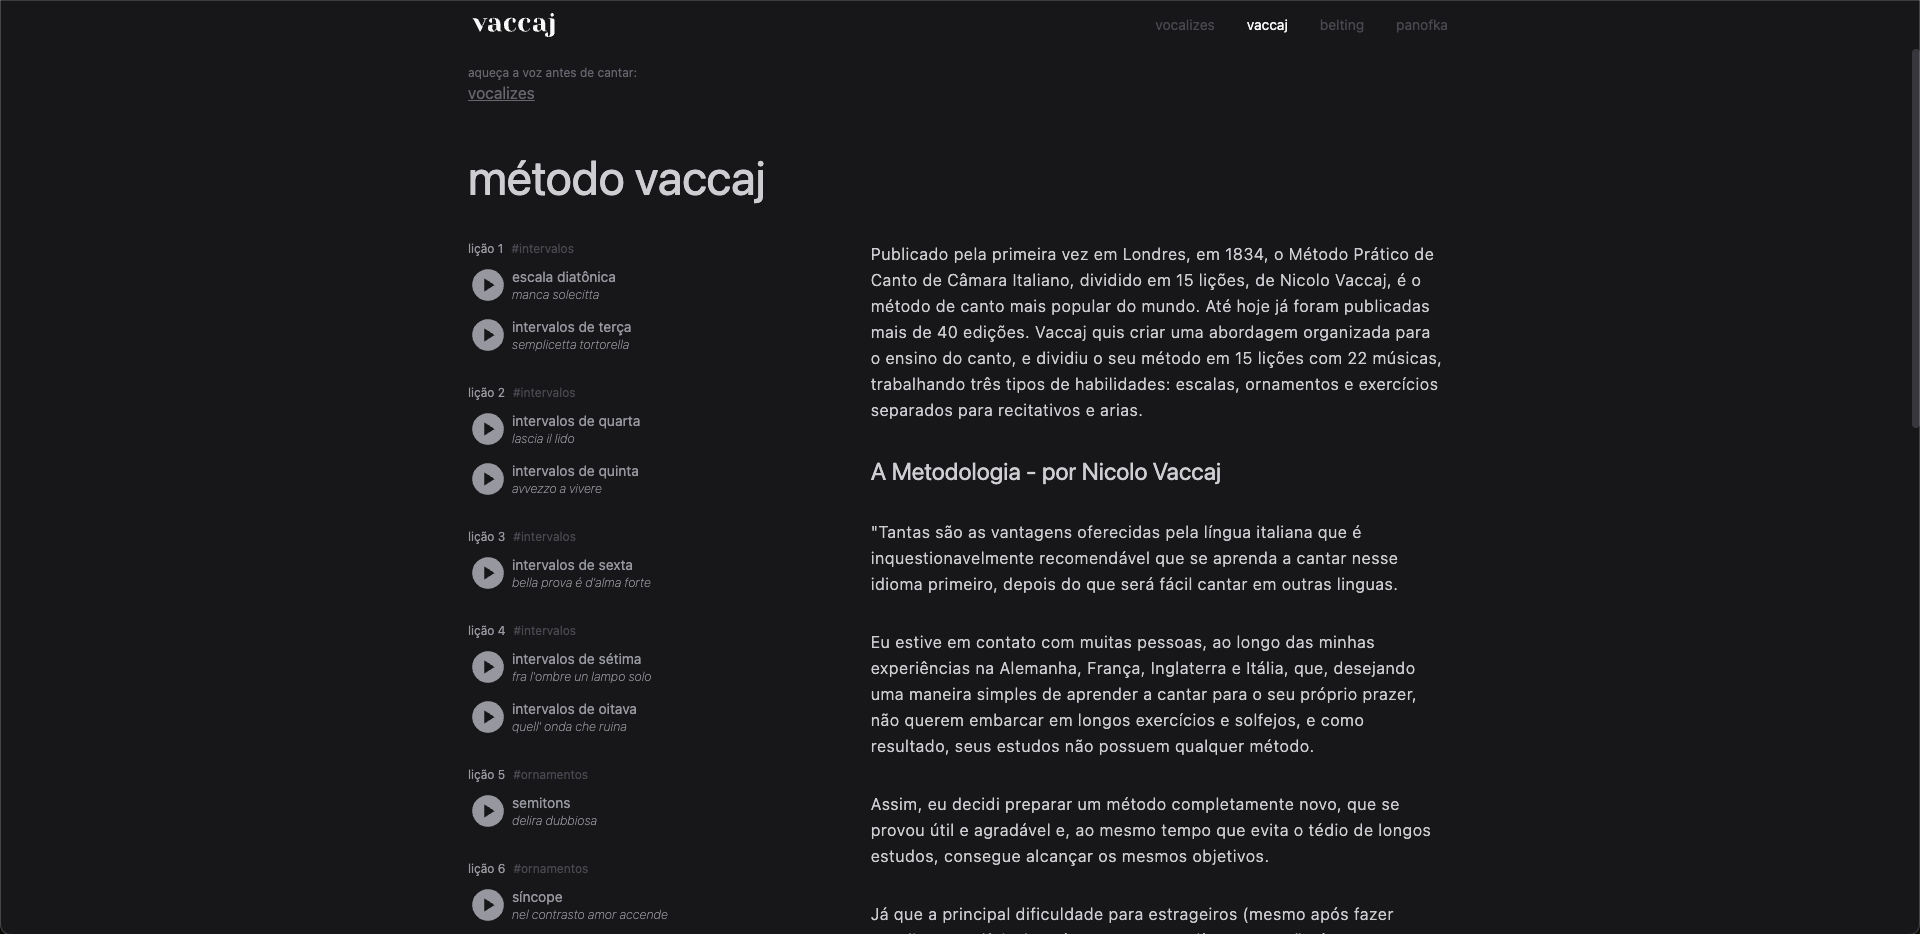 vaccaj
vocalizes vaccaj belting panofka
aqueça a voz antes de cantar:
vocalizes
método vaccaj
lição 1 #intervalos
escala diatônica
manca solecitta
intervalos de terça
semplicetta tortorella
lição 2 #intervalos
intervalos de quarta
lascia il lido
intervalos de quinta
avvezzo a vivere
lição 3 #intervalos
intervalos de sexta
bella prova é d'alma forte
lição 4 #intervalos
intervalos de sétima
fra l'ombre un lampo solo
intervalos de oitava
quell' onda che ruina
lição 5 #ornamentos
semitons
delira dubbiosa
lição 6 #ornamentos
síncope
nel contrasto amor accende
Publicado pela primeira vez em Londres, em 1834, o Método Prático de
Canto de Câmara Italiano, dividido em 15 lições, de Nicolo Vaccaj, é o
método de canto mais popular do mundo. Até hoje já foram publicadas
mais de 40 edições. Vaccaj quis criar uma abordagem organizada para
o ensino do canto, e dividiu o seu método em 15 lições com 22 músicas,
trabalhando três tipos de habilidades: escalas, ornamentos e exercícios
separados para recitativos e arias.
A Metodologia - por Nicolo Vaccaj
"Tantas são as vantagens oferecidas pela língua italiana que é
inquestionavelmente recomendável que se aprenda a cantar nesse
idioma primeiro, depois do que será fácil cantar em outras linguas.
Eu estive em contato com muitas pessoas, ao longo das minhas
experiências na Alemanha, França, Inglaterra e Itália, que, desejando
uma maneira simples de aprender a cantar para o seu próprio prazer,
não querem embarcar em longos exercícios e solfejos, e como
resultado, seus estudos não possuem qualquer método.
Assim, eu decidi preparar um método completamente novo, que se
provou útil e agradável e, ao mesmo tempo que evita o tédio de longos
estudos, consegue alcançar os mesmos objetivos.
Já que a principal dificuldade para estrageiros (mesmo após fazer